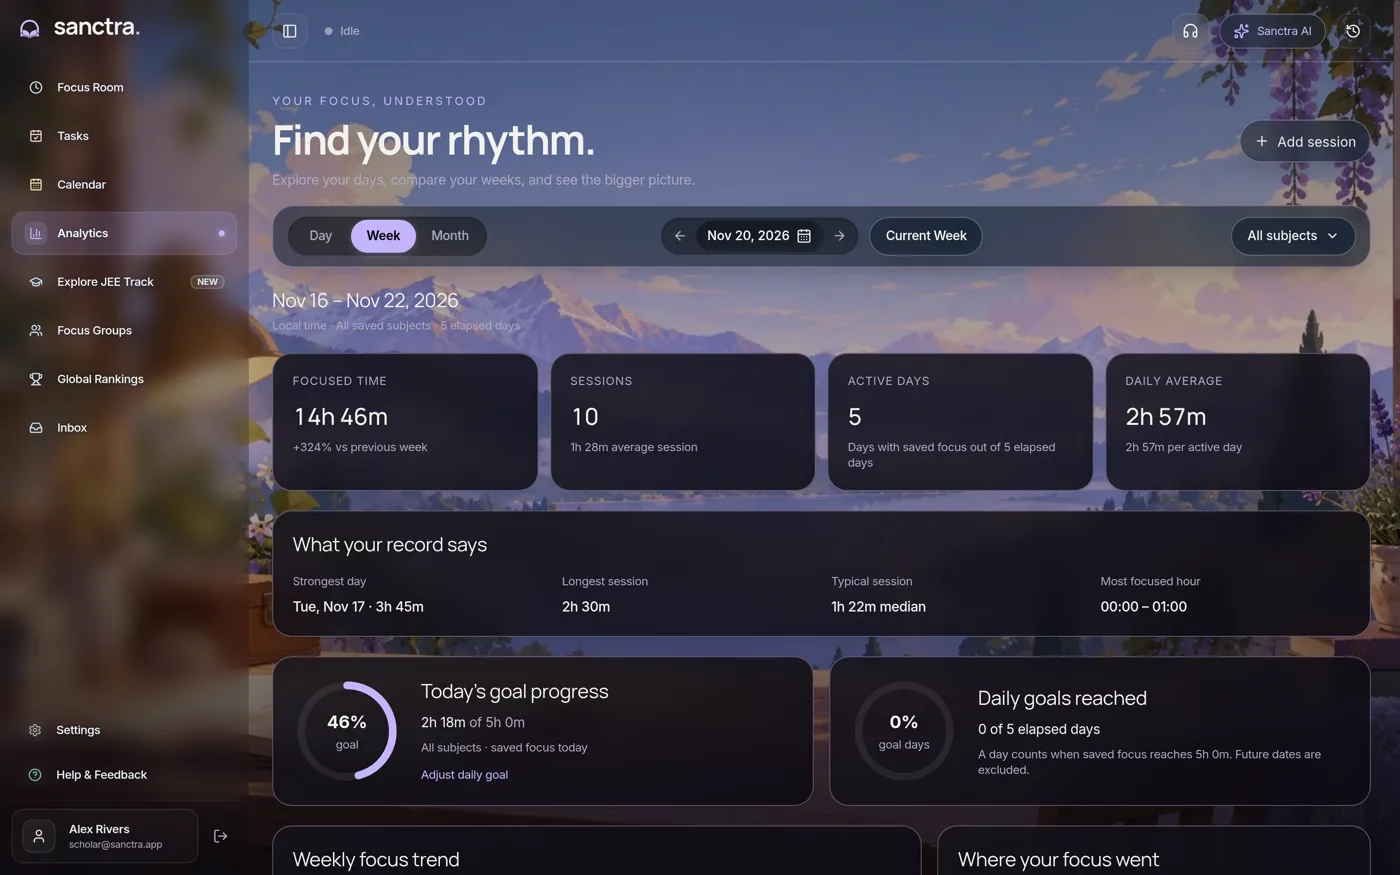 sanctra.
Focus Room
Tasks
Calendar
Analytics
Explore JEE Track NEW
Focus Groups
Global Rankings
Inbox
Settings
Help & Feedback
Alex Rivers
scholar@sanctra.app
Idle
Sanctra AI
YOUR FOCUS, UNDERSTOOD
Find your rhythm.
Explore your days, compare your weeks, and see the bigger picture.
Add session
Day Week Month
Nov 20, 2026
Current Week
All subjects
Nov 16 – Nov 22, 2026
Local time · All saved subjects · 5 elapsed days
FOCUSED TIME
14h 46m
+324% vs previous week
SESSIONS
10
1h 28m average session
ACTIVE DAYS
5
Days with saved focus out of 5 elapsed
days
DAILY AVERAGE
2h 57m
2h 57m per active day
What your record says
Strongest day
Tue, Nov 17 · 3h 45m
Longest session
2h 30m
Typical session
1h 22m median
Most focused hour
00:00 – 01:00
46%
goal
Today's goal progress
2h 18m of 5h 0m
All subjects · saved focus today
Adjust daily goal
0%
goal days
Daily goals reached
0 of 5 elapsed days
A day counts when saved focus reaches 5h 0m. Future dates are
excluded.
Weekly focus trend
Where your focus went